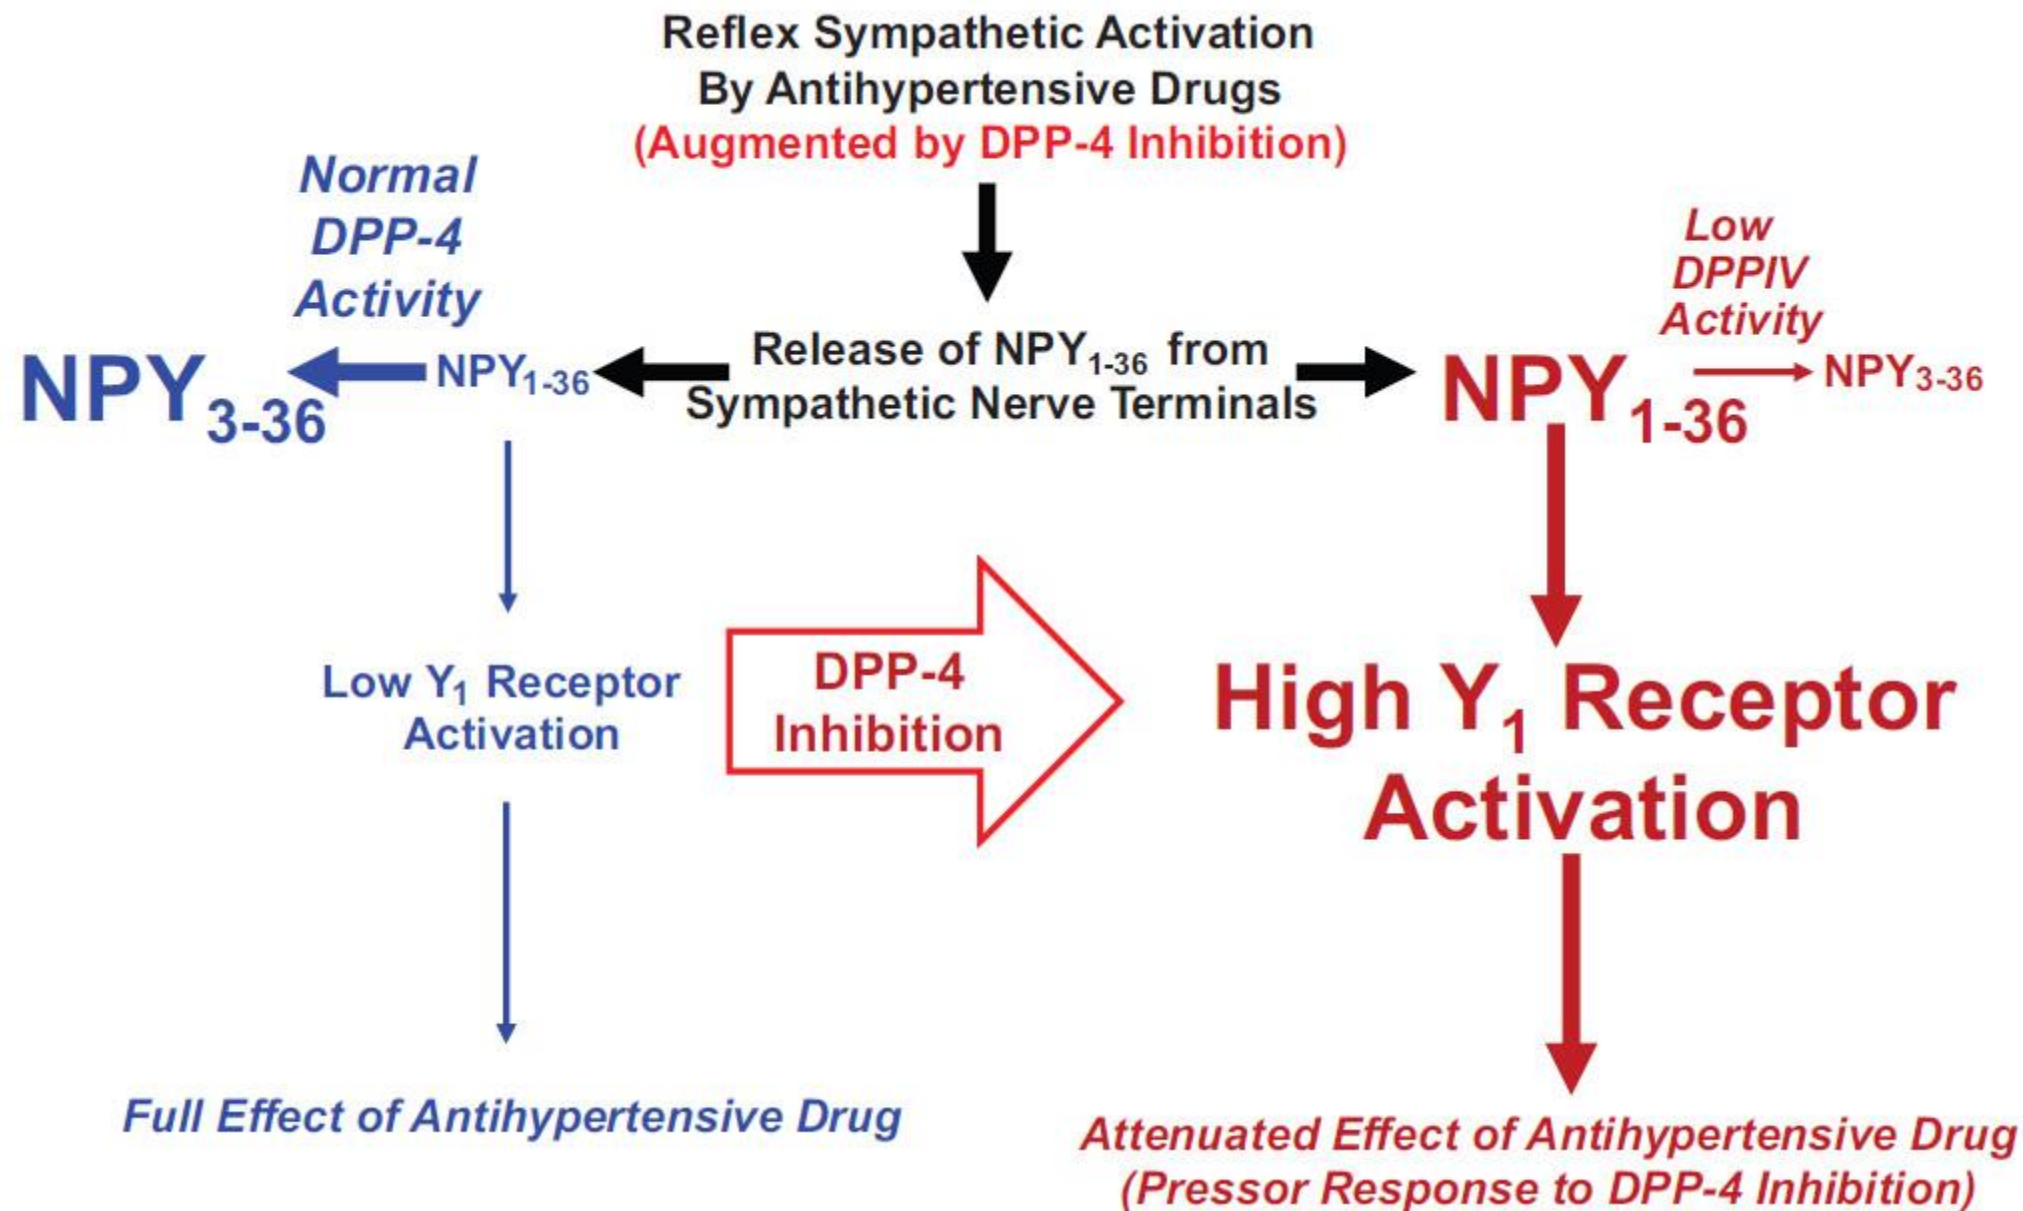 Reflex Sympathetic Activation
By Antihypertensive Drugs
(Augmented by DPP-4 Inhibition)
Normal
DPP-4
Activity
Low
DPPIV
Activity
NPY3-36
NPY1-36
Release of NPY1-36 from
Sympathetic Nerve Terminals
NPY1-36
NPY3-36
Low Y1 Receptor
Activation
DPP-4
Inhibition
High Y1 Receptor
Activation
Full Effect of Antihypertensive Drug
Attenuated Effect of Antihypertensive Drug
(Pressor Response to DPP-4 Inhibition)